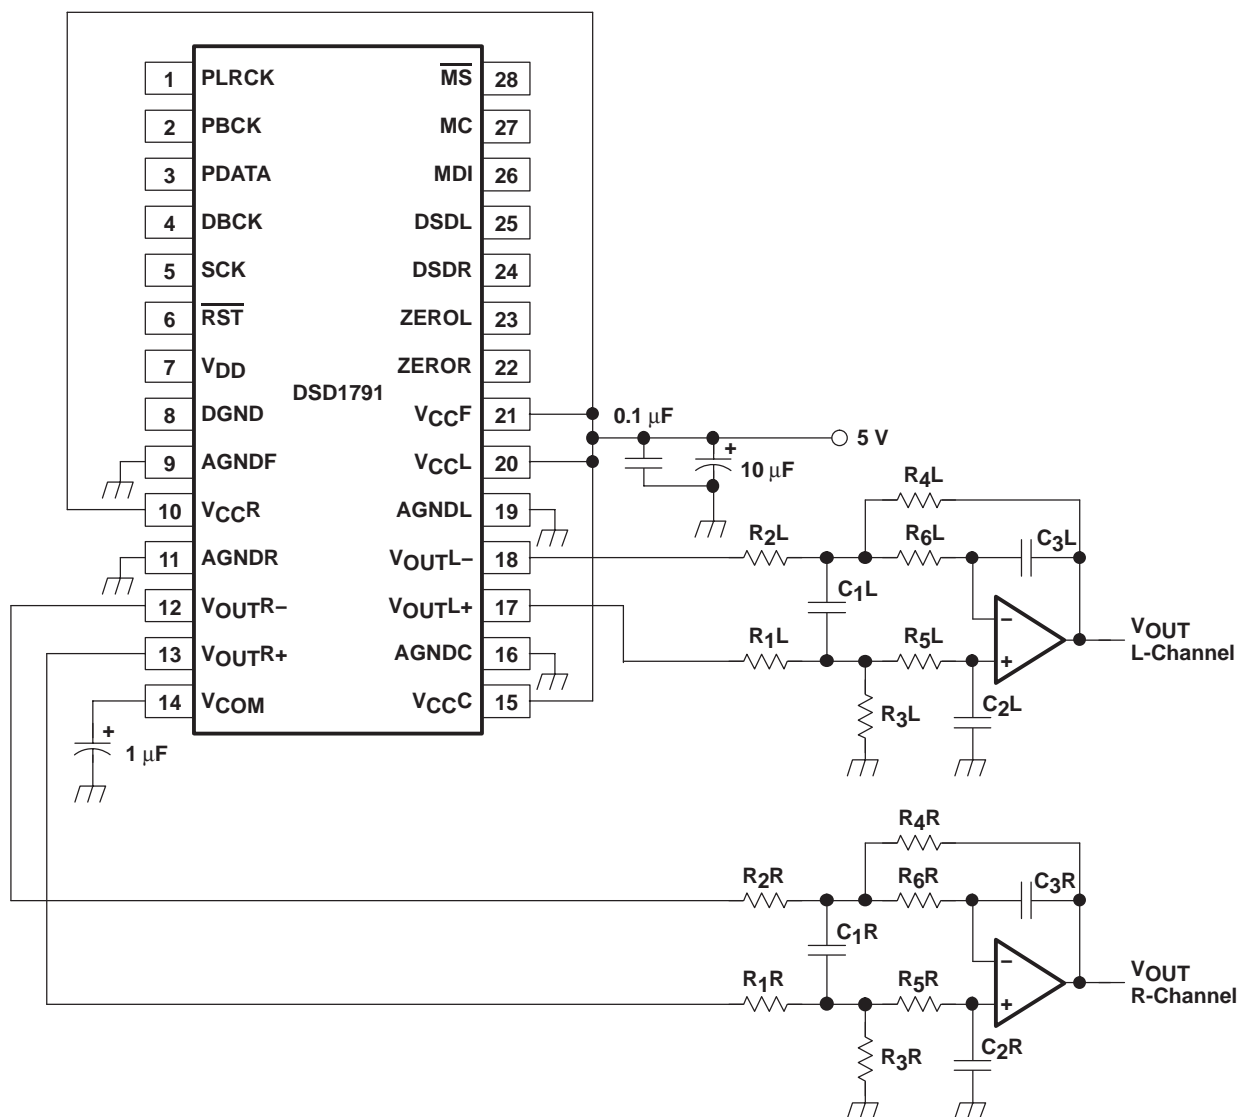 1 PLRCK MS 28
2 PBCK MC 27
3 PDATA MDI 26
4 DBCK DSDL 25
5 SCK DSDR 24
6 RST ZEROL 23
7 VDD ZEROR 22
DSD1791
8 DGND VCCF 21
0.1 μF
5 V
9 AGNDF VCCL 20
+
10 μF
10 VCCR AGNDL 19
11 AGNDR VOUTL– 18
12 VOUTR– VOUTL+ 17
13 VOUTR+ AGNDC 16
14 VCOM VCCC 15
+
1 μF
R4L
R2L R6L C3L
C1L
–
R1L R5L +
VOUT
L-Channel
R3L C2L
R4R
R2R R6R C3R
C1R
–
R1R R5R +
VOUT
R-Channel
R3R C2R